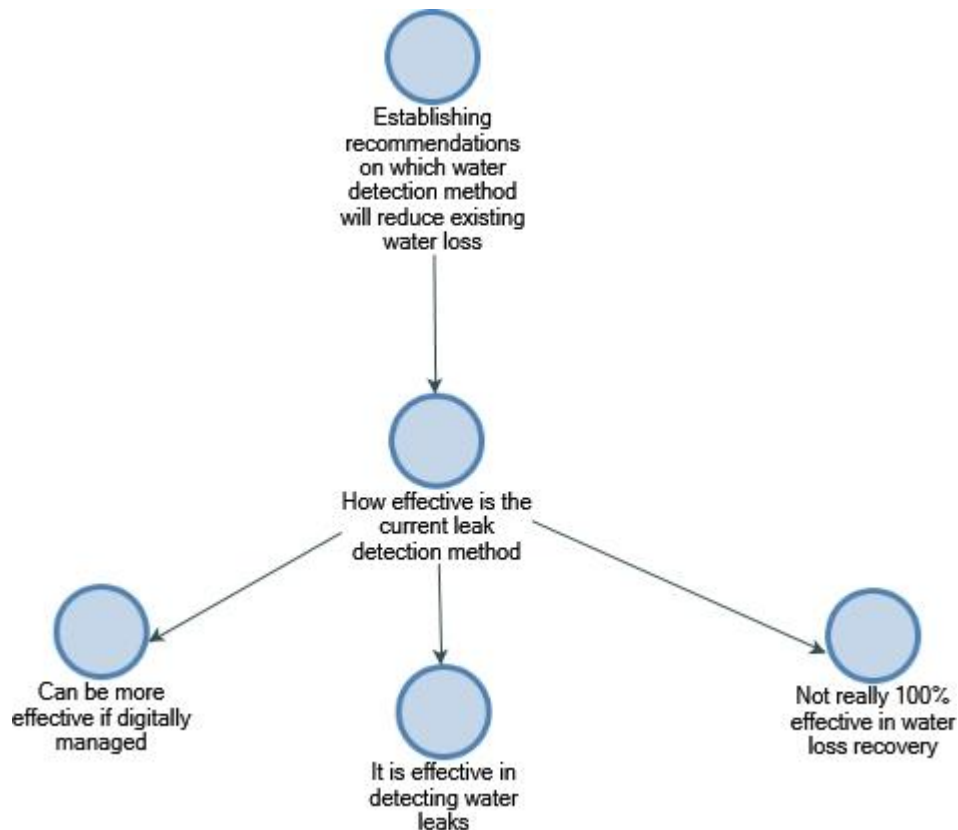 Establishing
recommendations
on which water
detection method
will reduce existing
water loss
How effective is the
current leak
detection method
Can be more
effective if digitally
managed
It is effective in
detecting water
leaks
Not really 100%
effective in water
loss recovery